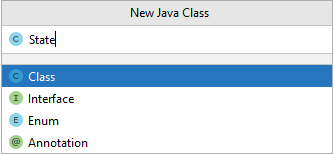 New Java Class
C State
C Class
I Interface
E Enum
@ Annotation